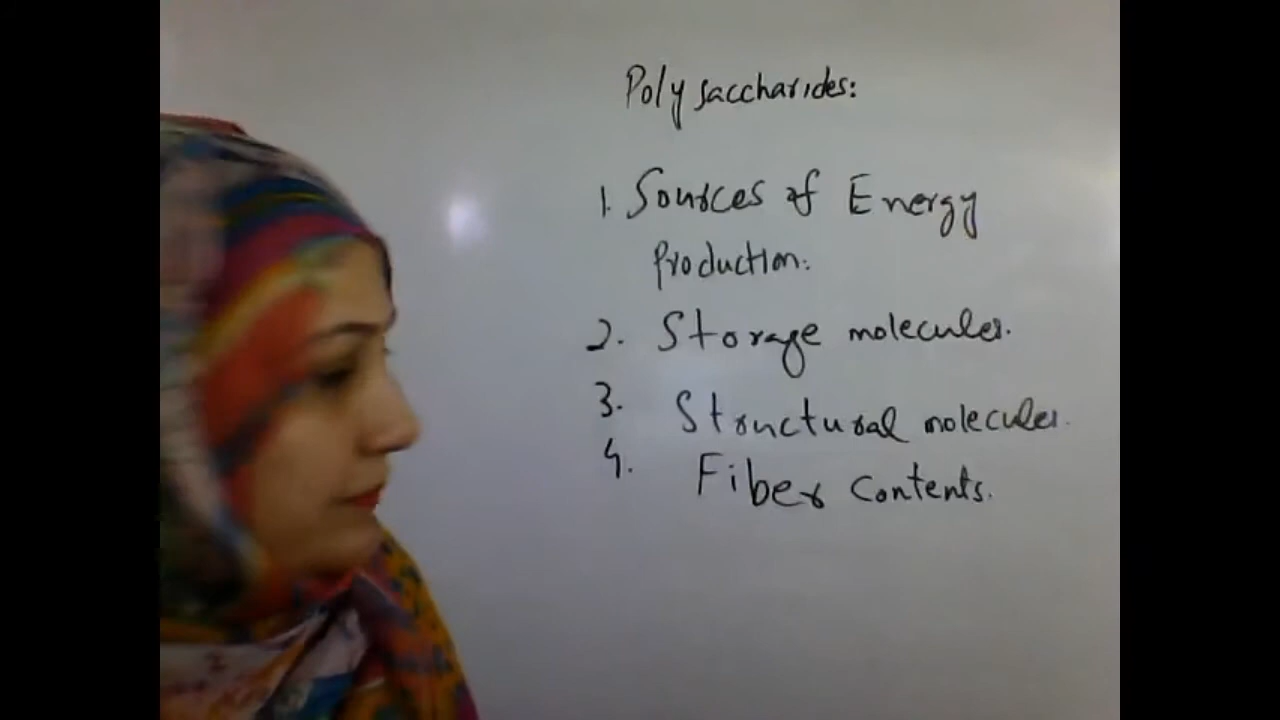 Polysaccharides:
1. Sources of Energy
Production:
2. Storage molecules.
3. Structural molecules.
4. Fiber Contents.